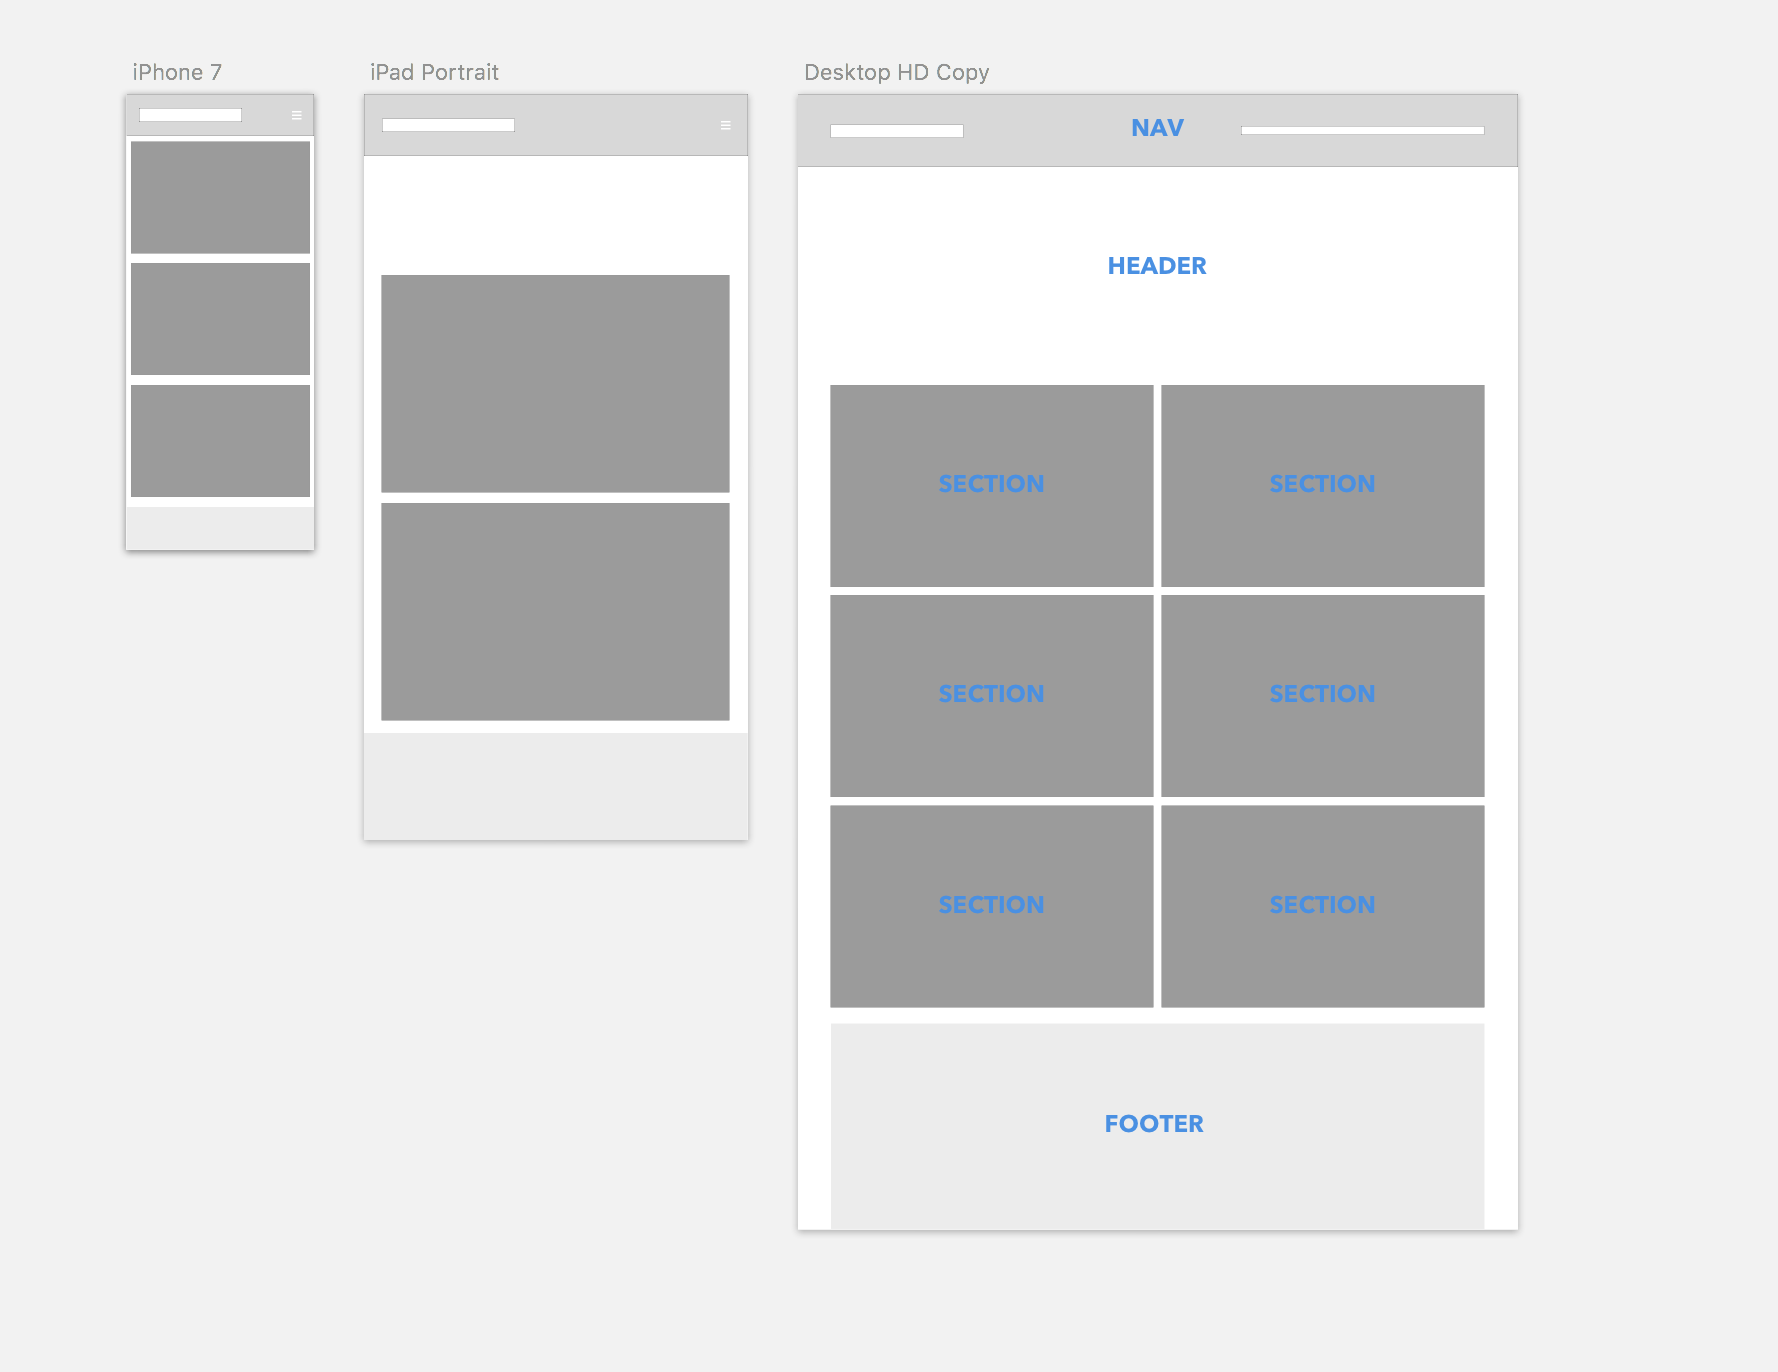 iPhone 7
iPad Portrait
Desktop HD Copy
NAV
HEADER
SECTION
SECTION
SECTION
SECTION
SECTION
SECTION
FOOTER